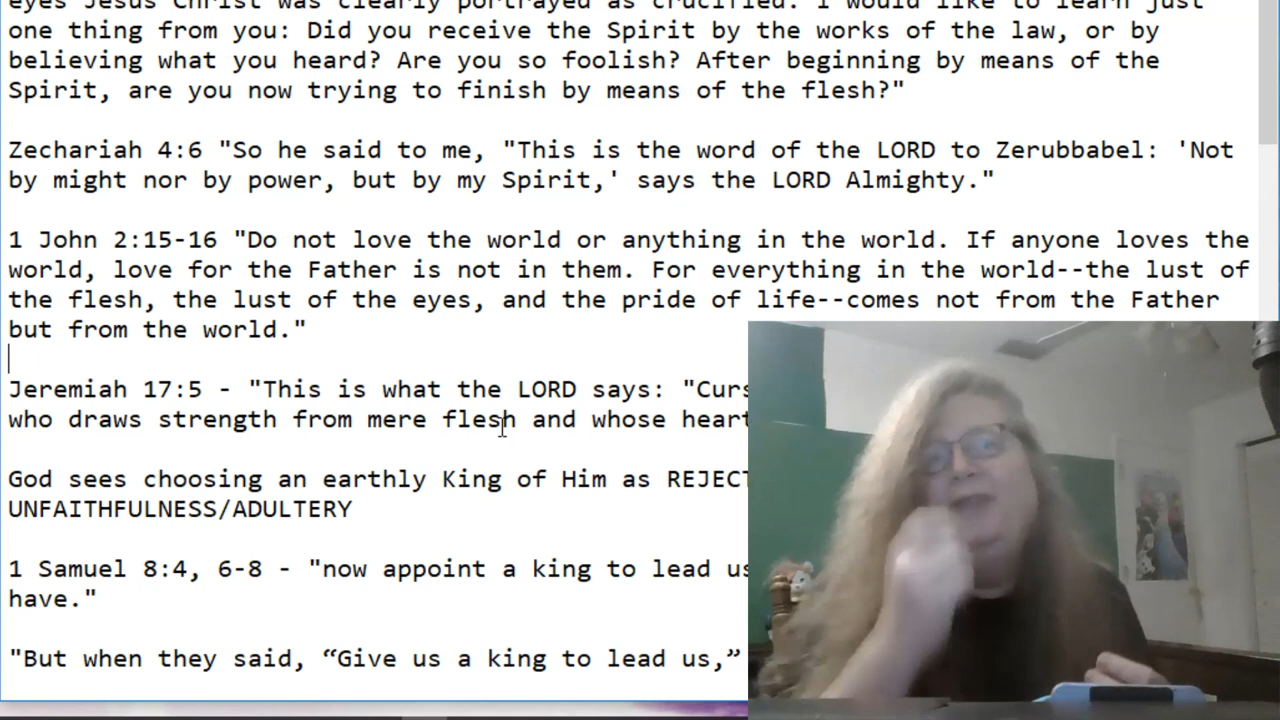 eyes Jesus Christ was clearly portrayed as crucified. I would like to learn just
one thing from you: Did you receive the Spirit by the works of the law, or by
believing what you heard? Are you so foolish? After beginning by means of the
Spirit, are you now trying to finish by means of the flesh?"
Zechariah 4:6 "So he said to me, "This is the word of the LORD to Zerubbabel: 'Not
by might nor by power, but by my Spirit,' says the LORD Almighty."
1 John 2:15-16 "Do not love the world or anything in the world. If anyone loves the
world, love for the Father is not in them. For everything in the world--the lust of
the flesh, the lust of the eyes, and the pride of life--comes not from the Father
but from the world."
Jeremiah 17:5 - "This is what the LORD says: "Curs
who draws strength from mere flesh and whose heart
God sees choosing an earthly King of Him as REJECT
UNFAITHFULNESS/ADULTERY
1 Samuel 8:4, 6-8 - "now appoint a king to lead us
have."
"But when they said, “Give us a king to lead us,”